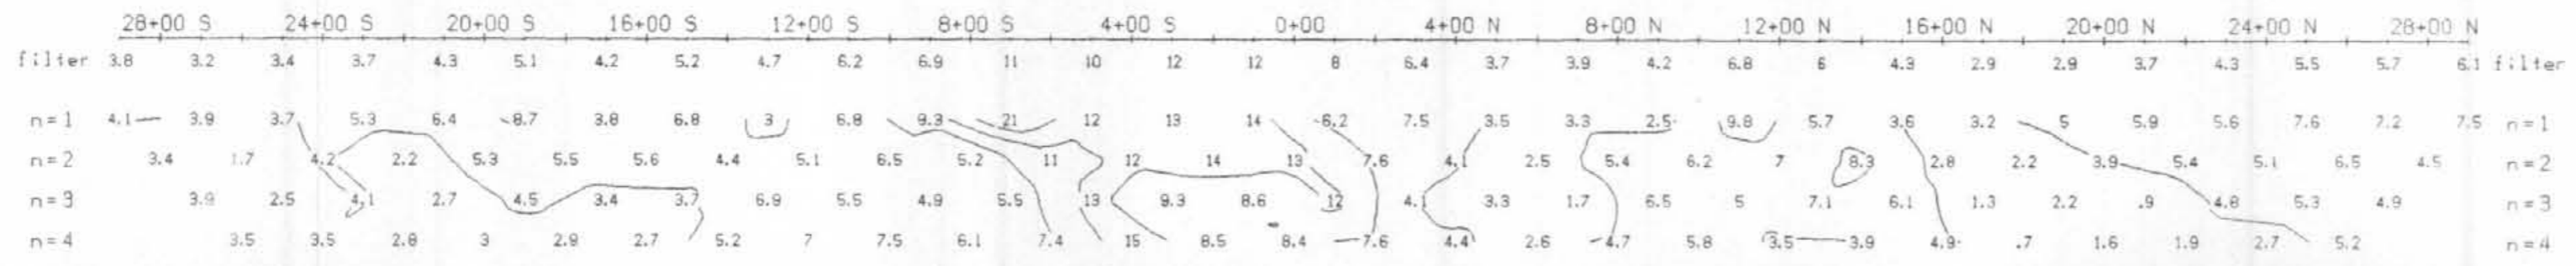 28+00 S 24+00 S 20+00 S 16+00 S 12+00 S 8+00 S 4+00 S 0+00 4+00 N 8+00 N 12+00 N 16+00 N 20+00 N 24+00 N 28+00 N
filter 3.8 3.2 3.4 3.7 4.3 5.1 4.2 5.2 4.7 6.2 6.9 11 10 12 12 8 6.4 3.7 3.9 4.2 6.8 6 4.3 2.9 2.9 3.7 4.3 5.5 5.7 6.1 filter
n=1 4.1 3.9 3.7 5.3 6.4 8.7 3.8 6.8 3 6.8 9.3 21 12 13 14 6.2 7.5 3.5 3.3 2.5 9.8 5.7 3.6 3.2 5 5.9 5.6 7.6 7.2 7.5 n=1
n=2 3.4 1.7 4.2 2.2 5.3 5.5 5.6 4.4 5.1 6.5 5.2 11 12 14 13 7.6 4.1 2.5 5.4 6.2 7 8.3 2.8 2.2 3.9 5.4 5.1 6.5 4.5 n=2
n=3 3.9 2.5 4.1 2.7 4.5 3.4 3.7 6.9 5.5 4.9 5.5 13 9.3 8.6 12 4.1 3.3 1.7 6.5 5 7.1 6.1 1.3 2.2 .9 4.8 5.3 4.9 n=3
n=4 3.5 3.5 2.8 3 2.9 2.7 5.2 7 7.5 6.1 7.4 15 8.5 8.4 7.6 4.4 2.6 4.7 5.8 3.5 3.9 4.9 .7 1.6 1.9 2.7 5.2 n=4